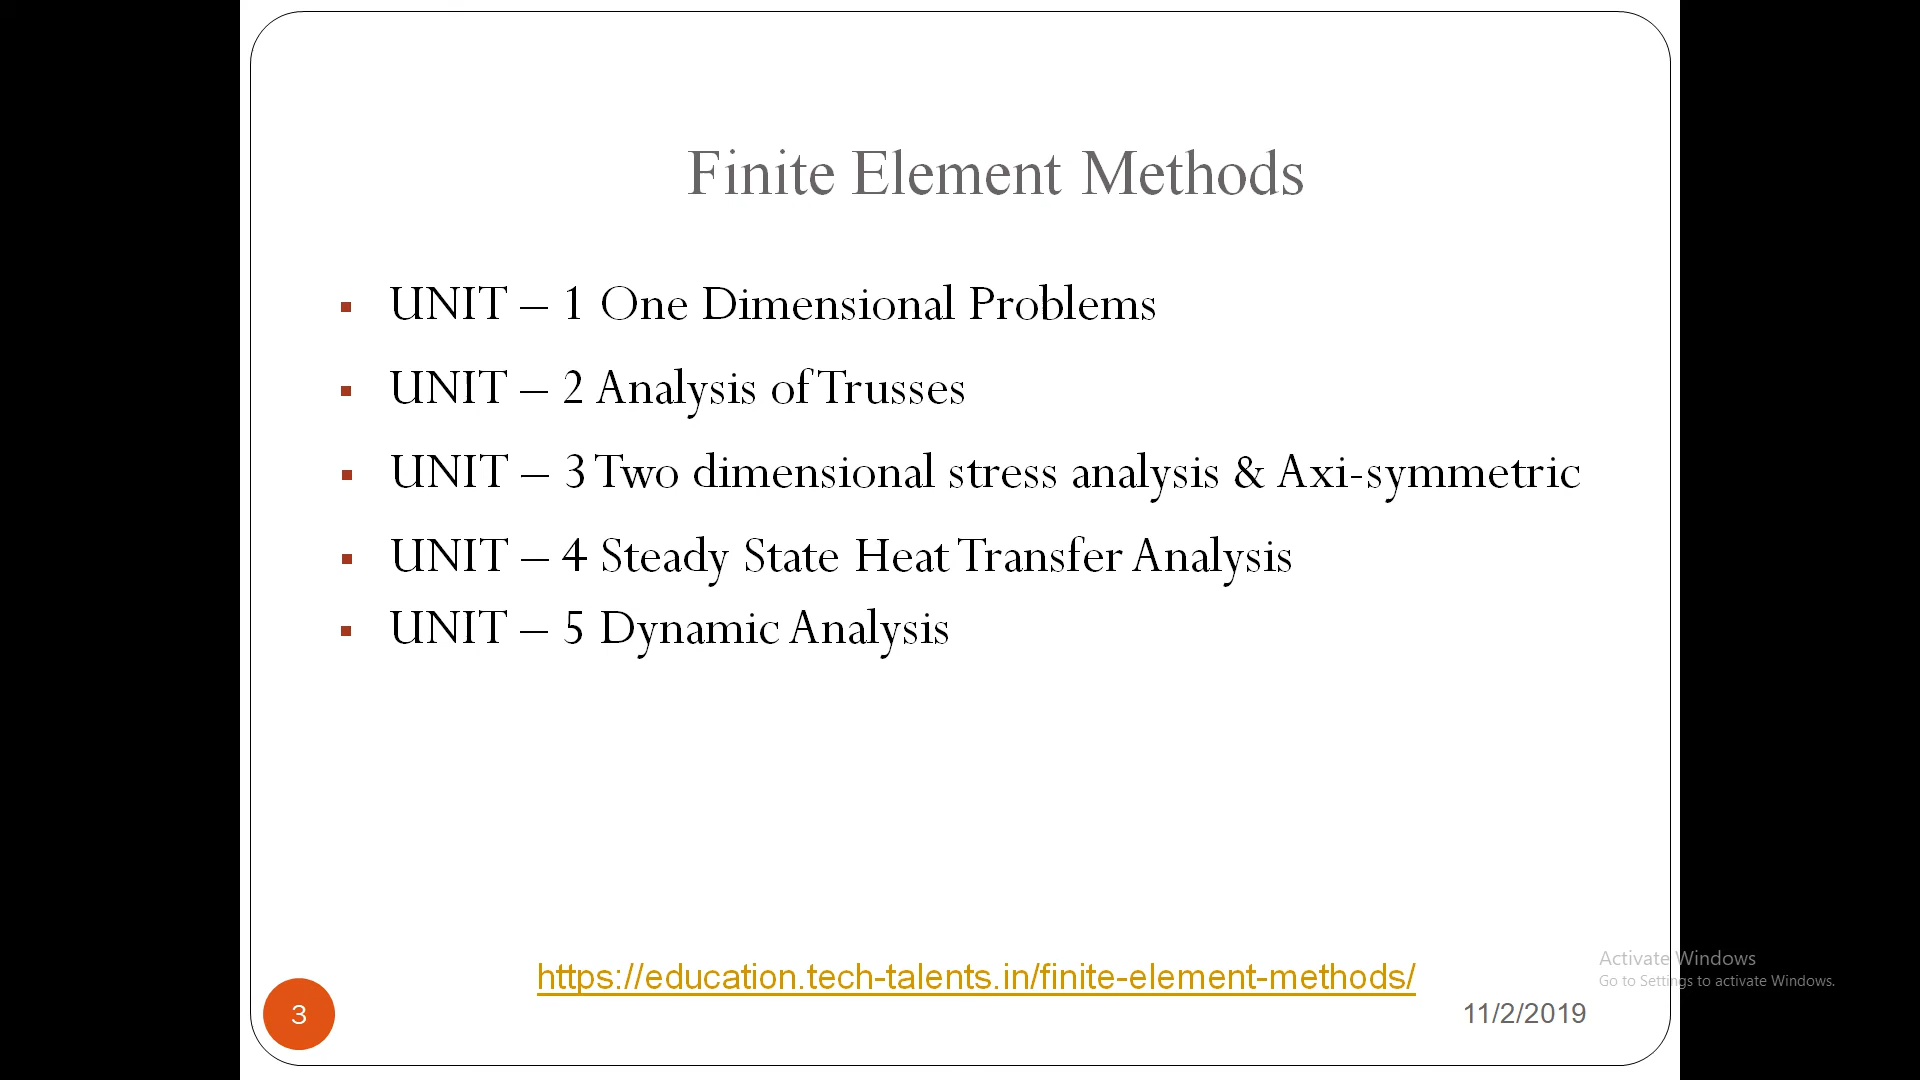 Finite Element Methods
UNIT – 1 One Dimensional Problems
UNIT – 2 Analysis of Trusses
UNIT – 3 Two dimensional stress analysis & Axi-symmetric
UNIT – 4 Steady State Heat Transfer Analysis
UNIT – 5 Dynamic Analysis
https://education.tech-talents.in/finite-element-methods/
Activate Windows
Go to Settings to activate Windows.
3
11/2/2019